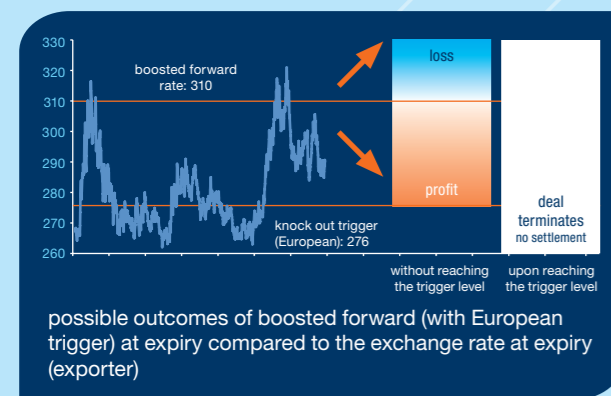 330
320
310
300
290
280
270
260
boosted forward
rate: 310
knock out trigger
(European): 276
loss
profit
deal
terminates
no settlement
without reaching
the trigger level
upon reaching
the trigger level
possible outcomes of boosted forward (with European
trigger) at expiry compared to the exchange rate at expiry
(exporter)